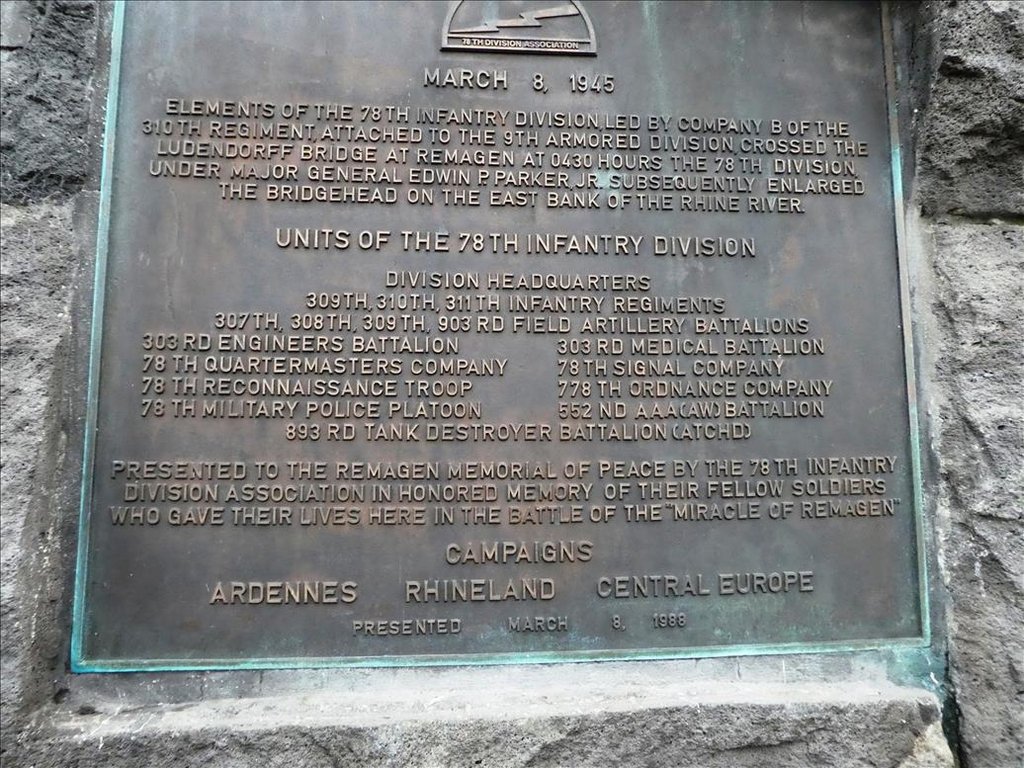 78TH DIVISION ASSOCIATION
MARCH 8, 1945
ELEMENTS OF THE 78TH INFANTRY DIVISION LED BY COMPANY B OF THE
310TH REGIMENT, ATTACHED TO THE 9TH ARMORED DIVISION CROSSED THE
LUDENDORFF BRIDGE AT REMAGEN AT 0430 HOURS THE 78TH DIVISION,
UNDER MAJOR GENERAL EDWIN P. PARKER, JR. SUBSEQUENTLY ENLARGED
THE BRIDGEHEAD ON THE EAST BANK OF THE RHINE RIVER.
UNITS OF THE 78TH INFANTRY DIVISION
DIVISION HEADQUARTERS
309TH, 310TH, 311TH INFANTRY REGIMENTS
307TH, 308TH, 309TH, 903RD FIELD ARTILLERY BATTALIONS
303RD ENGINEERS BATTALION 303RD MEDICAL BATTALION
78TH QUARTERMASTERS COMPANY 78TH SIGNAL COMPANY
78TH RECONNAISSANCE TROOP 778TH ORDNANCE COMPANY
78TH MILITARY POLICE PLATOON 552ND AAA(AW) BATTALION
893RD TANK DESTROYER BATTALION (ATCHD)
PRESENTED TO THE REMAGEN MEMORIAL OF PEACE BY THE 78TH INFANTRY
DIVISION ASSOCIATION IN HONORED MEMORY OF THEIR FELLOW SOLDIERS
WHO GAVE THEIR LIVES HERE IN THE BATTLE OF THE "MIRACLE OF REMAGEN"
CAMPAIGNS
ARDENNES RHINELAND CENTRAL EUROPE
PRESENTED MARCH 8, 1988